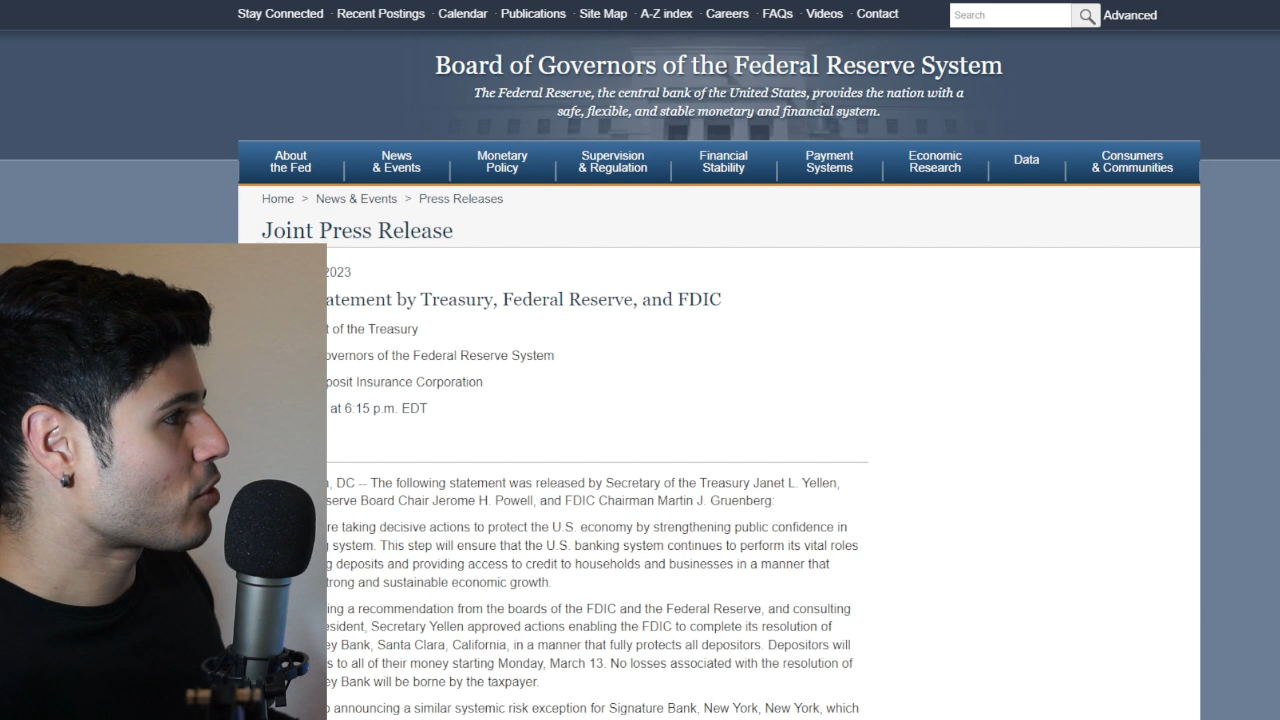 Stay Connected · Recent Postings · Calendar · Publications · Site Map · A-Z index · Careers · FAQs · Videos · Contact
Search
Advanced
Board of Governors of the Federal Reserve System
The Federal Reserve, the central bank of the United States, provides the nation with a
safe, flexible, and stable monetary and financial system.
About
the Fed
News
& Events
Monetary
Policy
Supervision
& Regulation
Financial
Stability
Payment
Systems
Economic
Research
Data
Consumers
& Communities
Home > News & Events > Press Releases
Joint Press Release
2023
atement by Treasury, Federal Reserve, and FDIC
t of the Treasury
overnors of the Federal Reserve System
posit Insurance Corporation
at 6:15 p.m. EDT
, DC -- The following statement was released by Secretary of the Treasury Janet L. Yellen,
serve Board Chair Jerome H. Powell, and FDIC Chairman Martin J. Gruenberg:
re taking decisive actions to protect the U.S. economy by strengthening public confidence in
system. This step will ensure that the U.S. banking system continues to perform its vital roles
g deposits and providing access to credit to households and businesses in a manner that
trong and sustainable economic growth.
ing a recommendation from the boards of the FDIC and the Federal Reserve, and consulting
esident, Secretary Yellen approved actions enabling the FDIC to complete its resolution of
ey Bank, Santa Clara, California, in a manner that fully protects all depositors. Depositors will
s to all of their money starting Monday, March 13. No losses associated with the resolution of
ey Bank will be borne by the taxpayer.
o announcing a similar systemic risk exception for Signature Bank, New York, New York, which